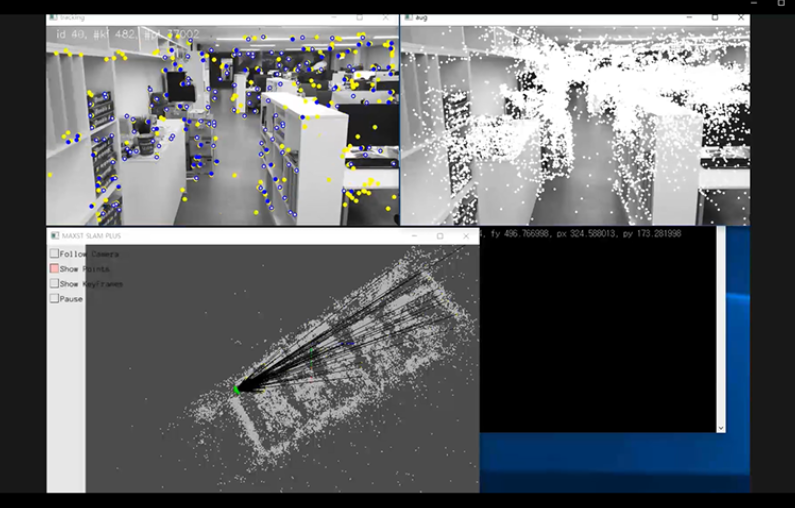 tracking
aug
id 40, #kf 482, #pt 37002
MAXST SLAM PLUS
, fy 496.766998, px 324.588013, py 173.281998
Follow Camera
Show Points
Show Keyframes
Pause